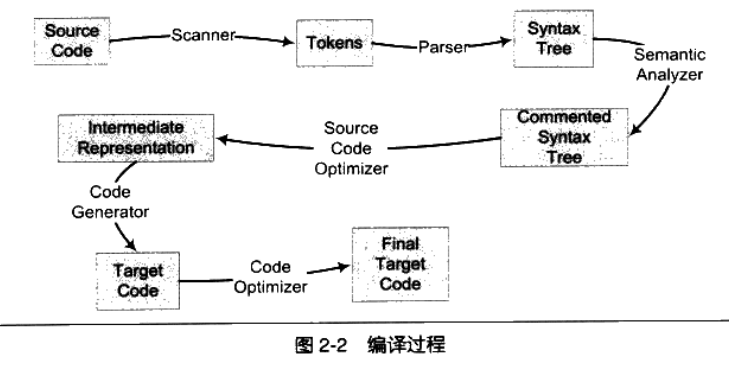 Source
Code
Scanner
Tokens
Parser
Syntax
Tree
Semantic
Analyzer
Commented
Syntax
Tree
Source
Code
Optimizer
Intermediate
Representation
Code
Generator
Target
Code
Code
Optimizer
Final
Target
Code
图 2-2 编译过程